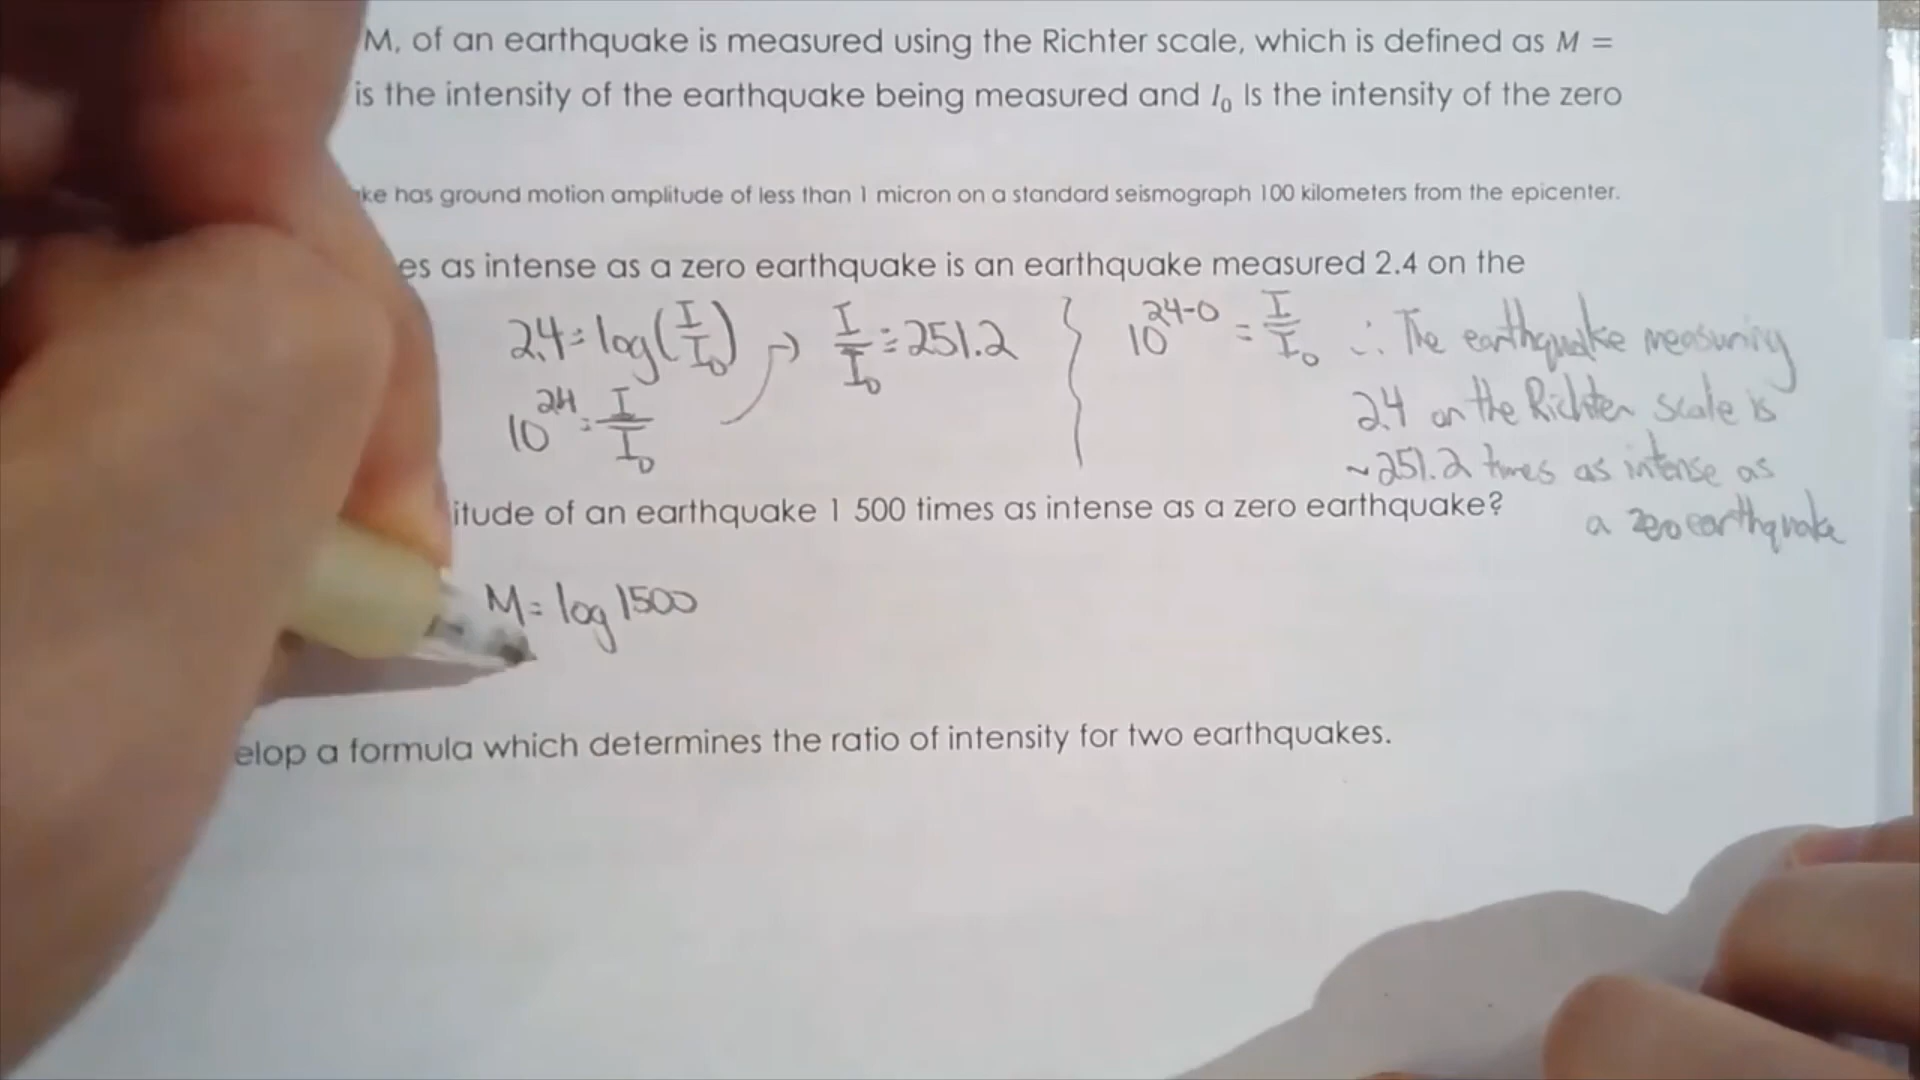 M, of an earthquake is measured using the Richter scale, which is defined as M =
is the intensity of the earthquake being measured and I₀ Is the intensity of the zero
ke has ground motion amplitude of less than 1 micron on a standard seismograph 100 kilometers from the epicenter.
es as intense as a zero earthquake is an earthquake measured 2.4 on the
2.4 = log(I/I₀) → I/I₀ ≐ 251.2
10^2.4 = I/I₀
10^2.4-0 = I/I₀
∴ The earthquake measuring
2.4 on the Richter scale is
~251.2 times as intense as
a zero earthquake
itude of an earthquake 1 500 times as intense as a zero earthquake?
M = log 1500
elop a formula which determines the ratio of intensity for two earthquakes.